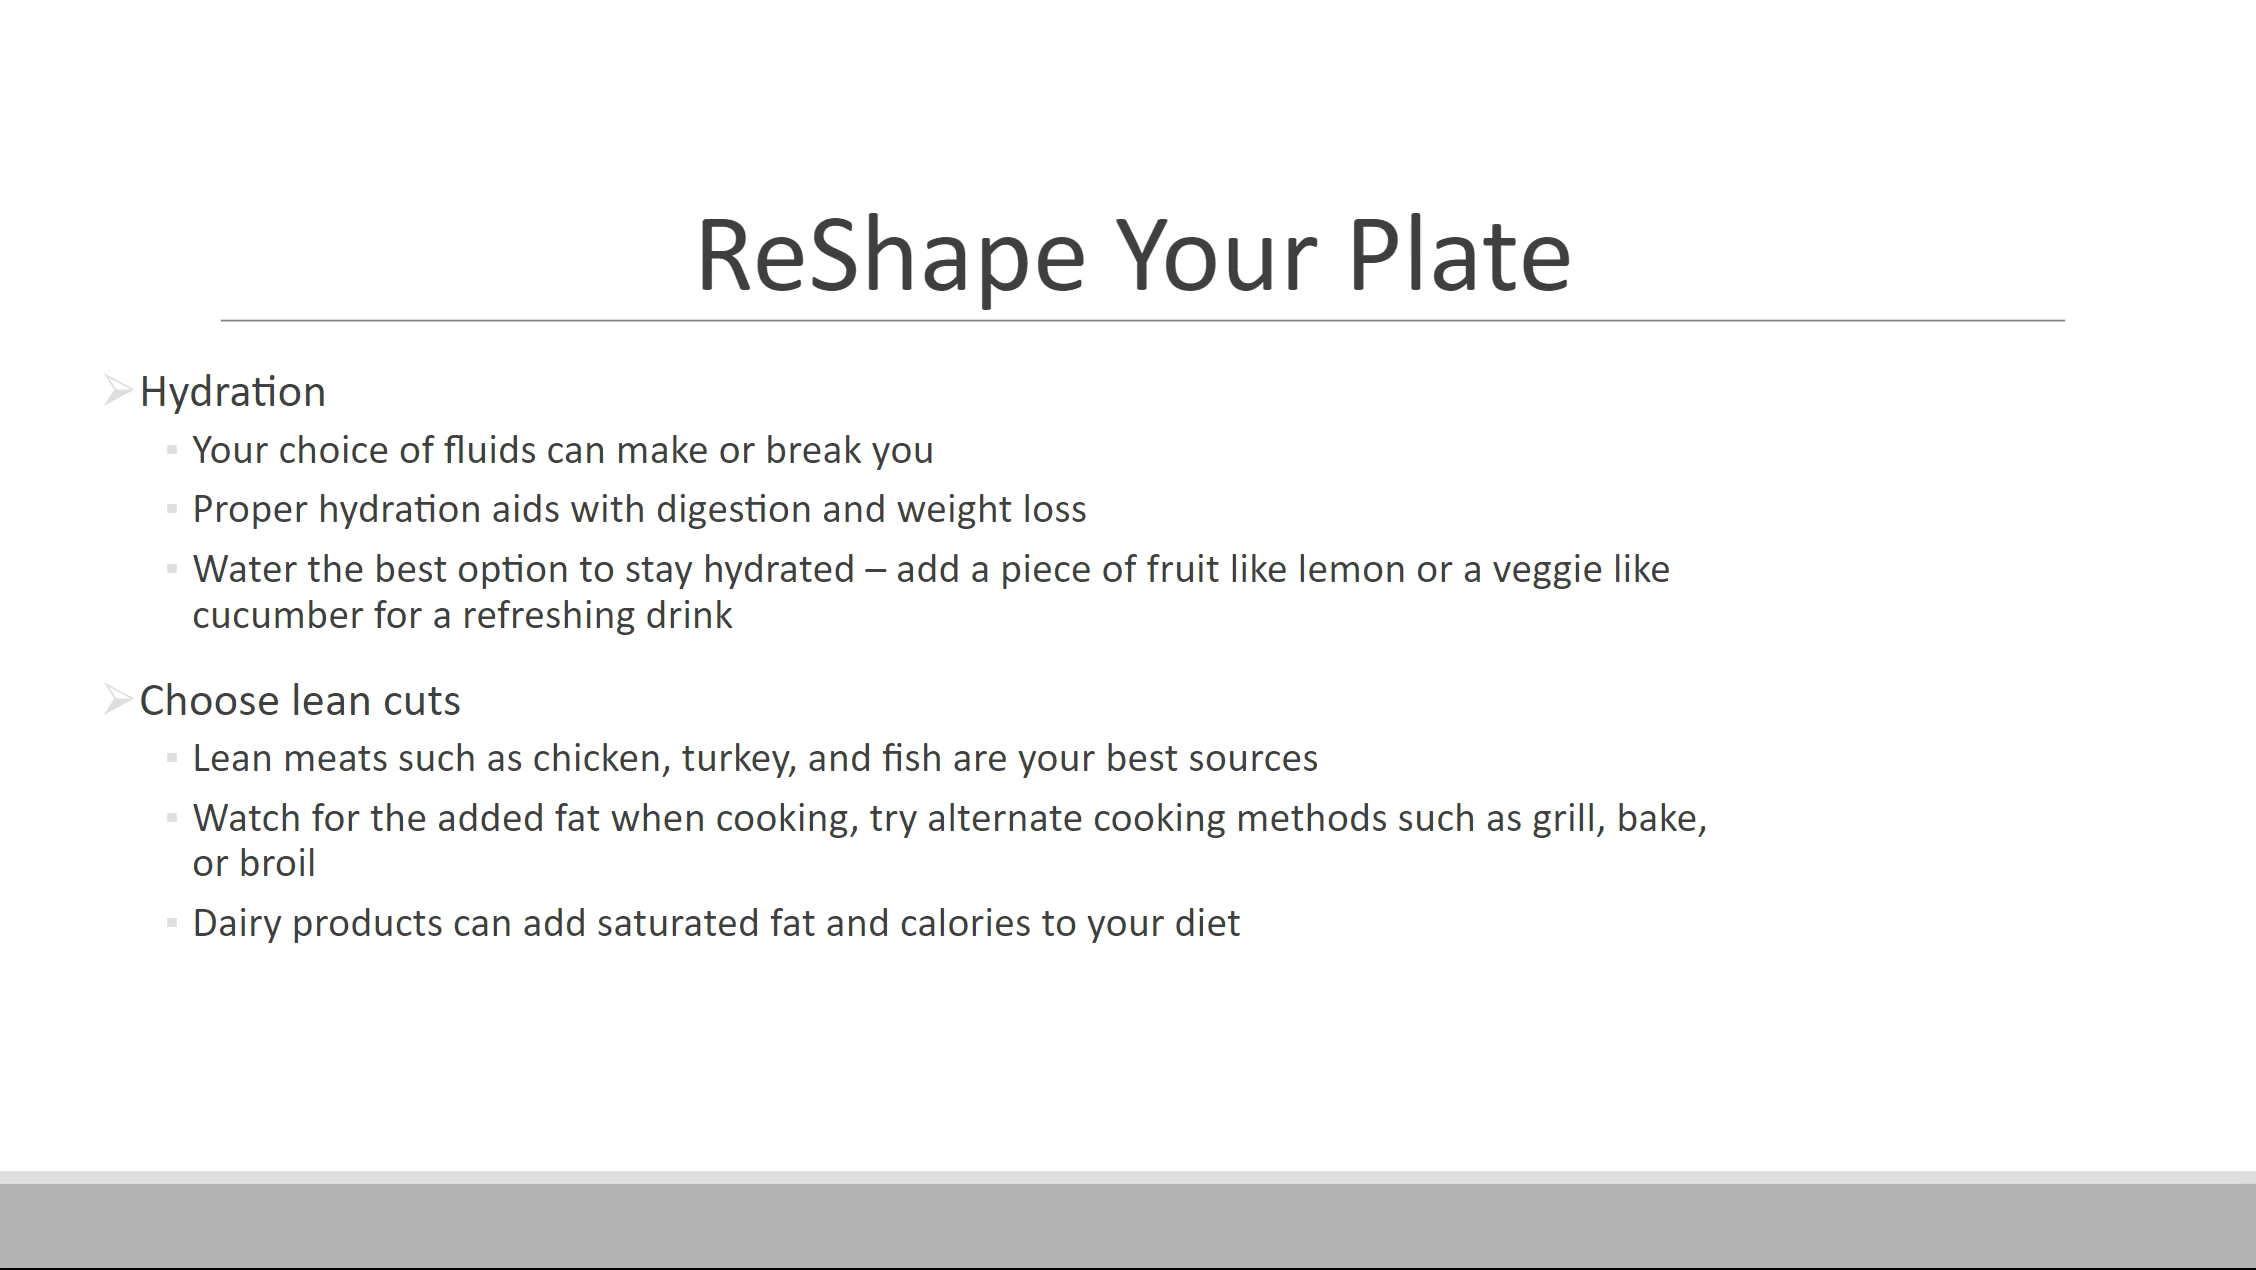 ReShape Your Plate
Hydration
Your choice of fluids can make or break you
Proper hydration aids with digestion and weight loss
Water the best option to stay hydrated – add a piece of fruit like lemon or a veggie like
cucumber for a refreshing drink
Choose lean cuts
Lean meats such as chicken, turkey, and fish are your best sources
Watch for the added fat when cooking, try alternate cooking methods such as grill, bake,
or broil
Dairy products can add saturated fat and calories to your diet